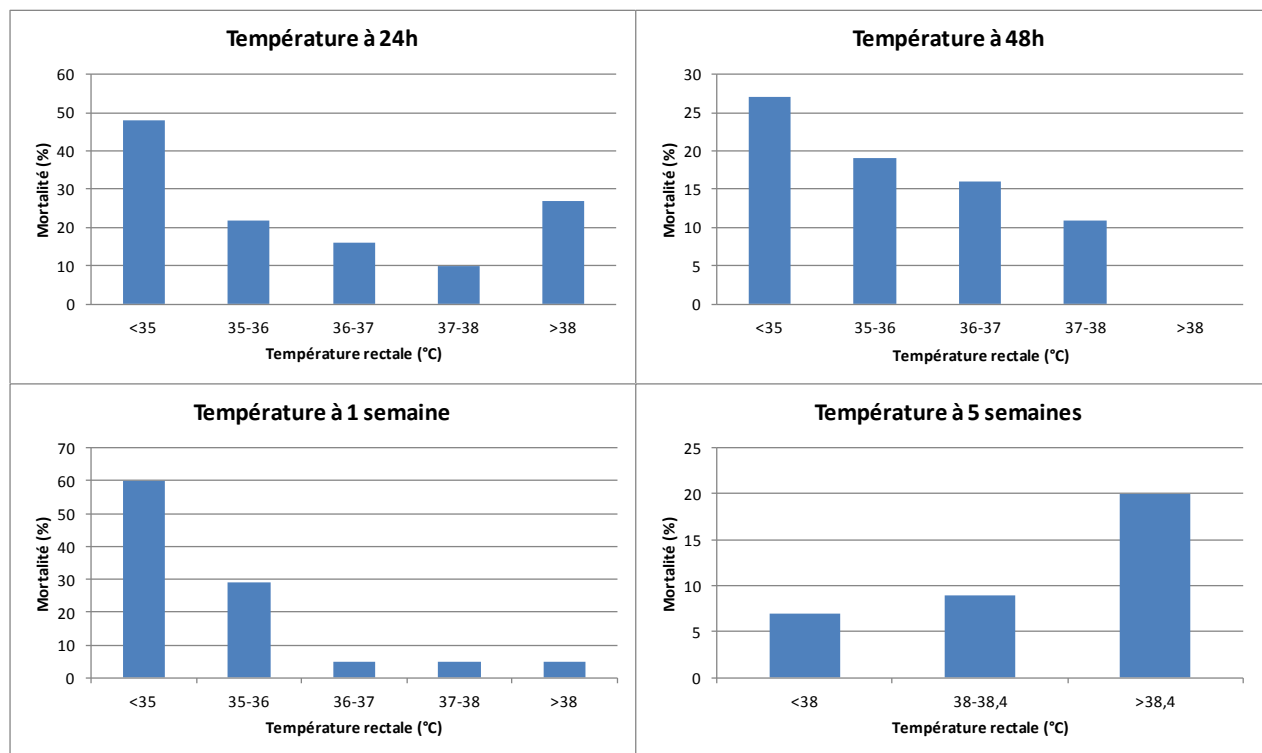 Température à 24h
60
50
40
30
20
10
0
Mortalité (%)
<35 35-36 36-37 37-38 >38
Température rectale (°C)
Température à 48h
30
25
20
15
10
5
0
Mortalité (%)
<35 35-36 36-37 37-38 >38
Température rectale (°C)
Température à 1 semaine
70
60
50
40
30
20
10
0
Mortalité (%)
<35 35-36 36-37 37-38 >38
Température rectale (°C)
Température à 5 semaines
25
20
15
10
5
0
Mortalité (%)
<38 38-38,4 >38,4
Température rectale (°C)